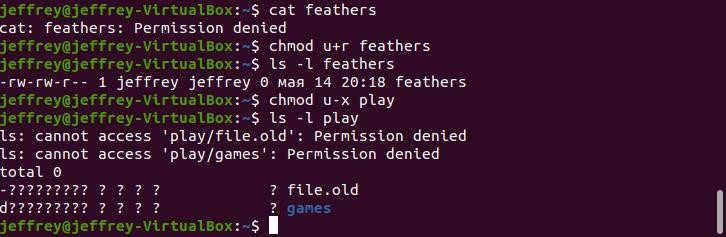 jeffrey@jeffrey-VirtualBox:~$ cat feathers
cat: feathers: Permission denied
jeffrey@jeffrey-VirtualBox:~$ chmod u+r feathers
jeffrey@jeffrey-VirtualBox:~$ ls -l feathers
-rw-rw-r-- 1 jeffrey jeffrey 0 мая 14 20:18 feathers
jeffrey@jeffrey-VirtualBox:~$ chmod u-x play
jeffrey@jeffrey-VirtualBox:~$ ls -l play
ls: cannot access 'play/file.old': Permission denied
ls: cannot access 'play/games': Permission denied
total 0
-????????? ? ? ? ?            ? file.old
d????????? ? ? ? ?            ? games
jeffrey@jeffrey-VirtualBox:~$